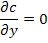 ∂c/∂y = 0